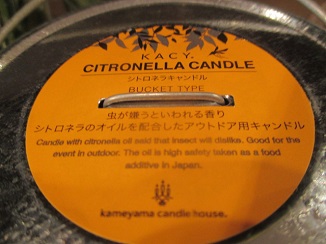 KACY.
CITRONELLA CANDLE
シトロネラキャンドル
BUCKET TYPE
虫が嫌うといわれる香り
シトロネラのオイルを配合したアウトドア用キャンドル
Candle with citronella oil said that insect will dislike. Good for the
event in outdoor. The oil is high safety taken as a food
additive in Japan.
kameyama candle house.